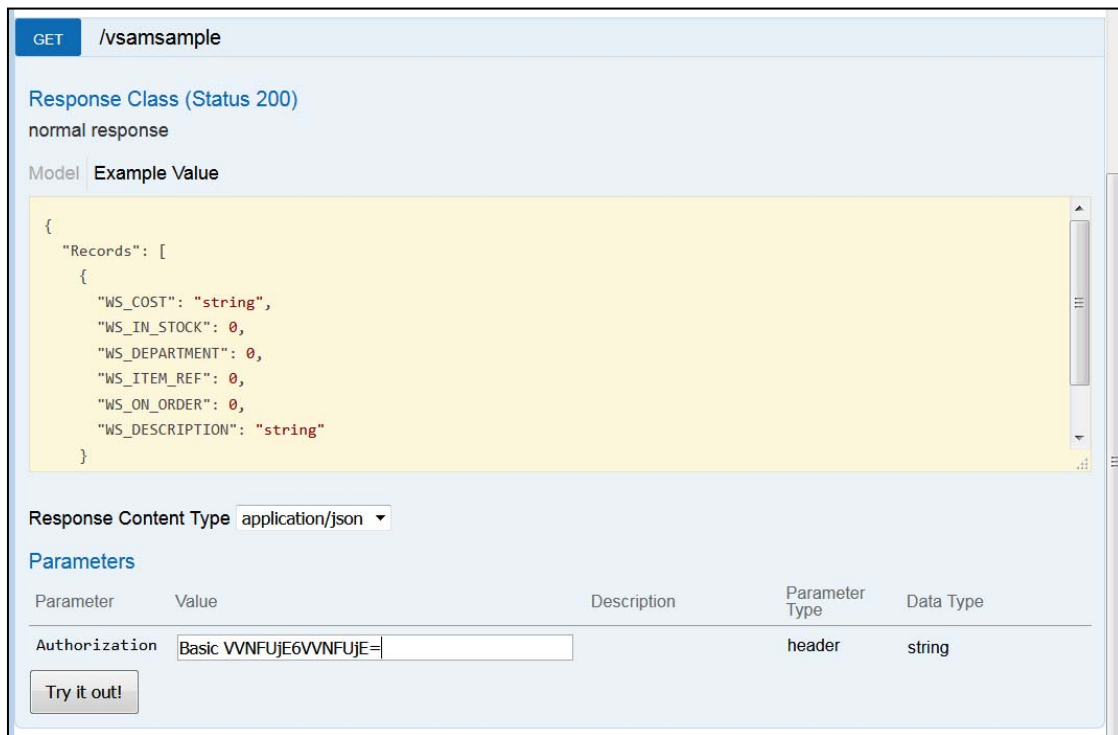 GET /vsamsample
Response Class (Status 200)
normal response
Model Example Value
{
"Records": [
{
"WS_COST": "string",
"WS_IN_STOCK": 0,
"WS_DEPARTMENT": 0,
"WS_ITEM_REF": 0,
"WS_ON_ORDER": 0,
"WS_DESCRIPTION": "string"
}
Response Content Type application/json
Parameters
Parameter Value Description Parameter Type Data Type
Authorization Basic VVNFUjE6VVNFUjE= header string
Try it out!